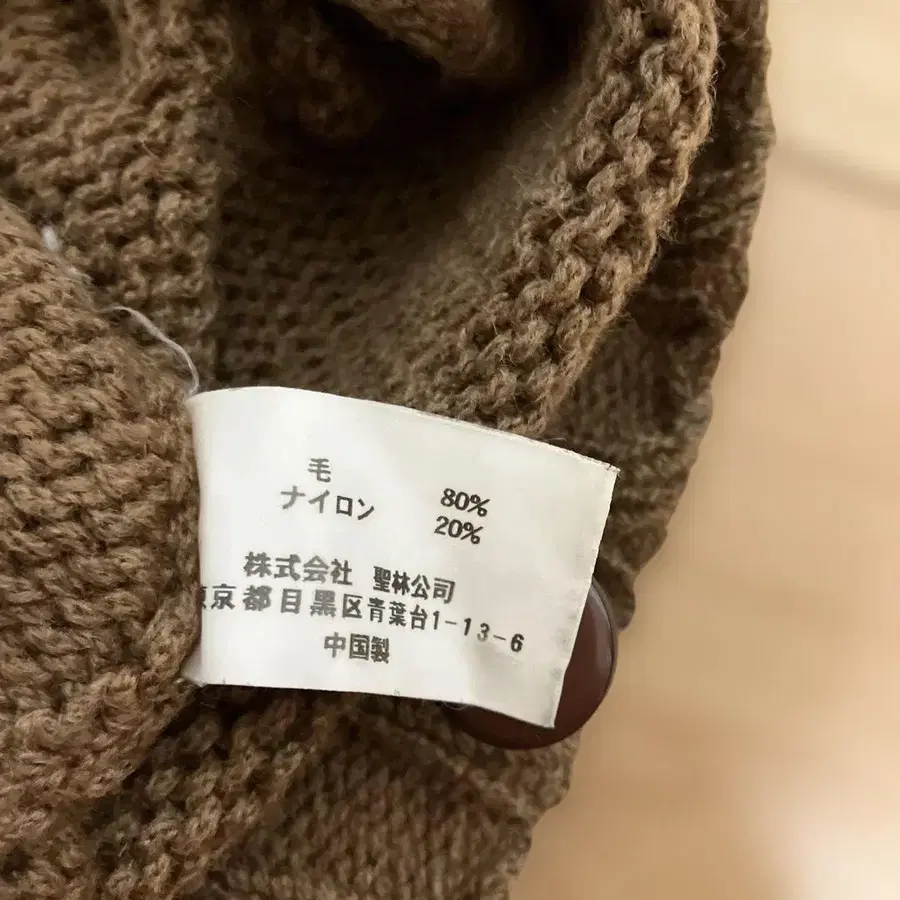 毛 80%
ナイロン 20%
株式会社 聖林公司
東京都目黒区青葉台1-13-6
中国製